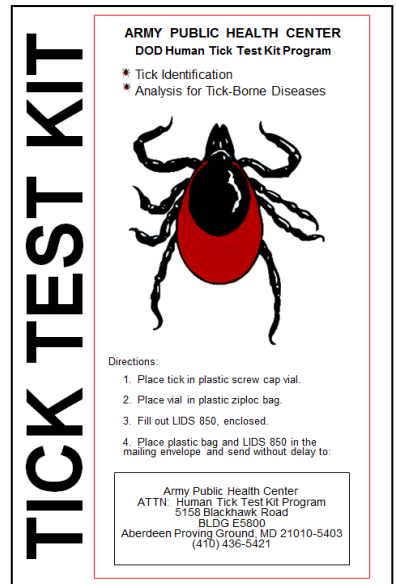 TICK TEST KIT
ARMY PUBLIC HEALTH CENTER
DOD Human Tick Test Kit Program
Tick Identification
Analysis for Tick-Borne Diseases
Directions:
1. Place tick in plastic screw cap vial.
2. Place vial in plastic ziploc bag.
3. Fill out LIDS 850, enclosed.
4. Place plastic bag and LIDS 850 in the
mailing envelope and send without delay to:
Army Public Health Center
ATTN: Human Tick Test Kit Program
5158 Blackhawk Road
BLDG E5800
Aberdeen Proving Ground, MD 21010-5403
(410) 436-5421